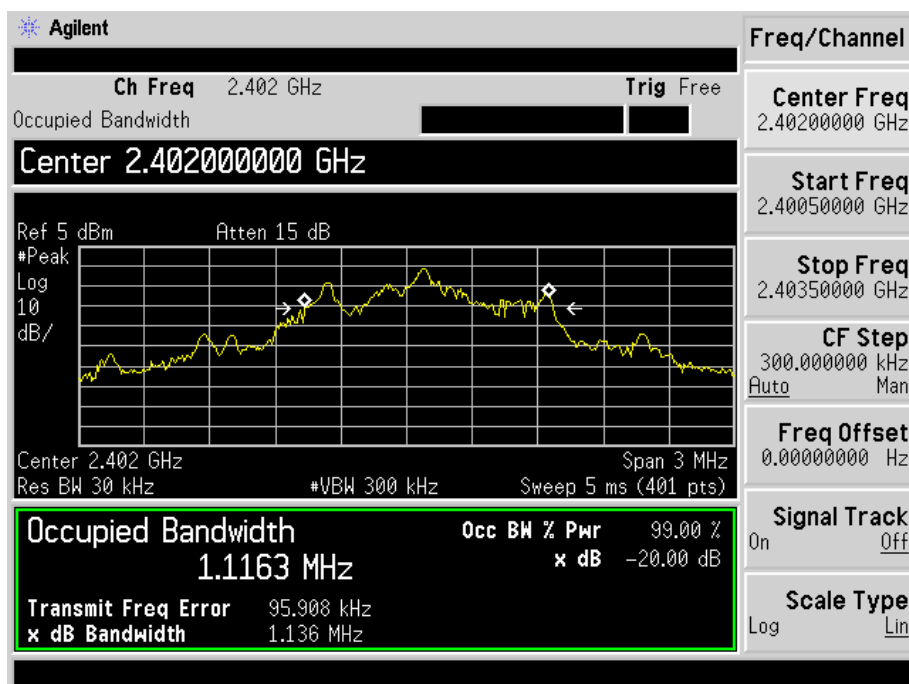 Agilent
Ch Freq 2.402 GHz Trig Free
Occupied Bandwidth
Center 2.402000000 GHz
Ref 5 dBm Atten 15 dB
#Peak
Log
10
dB/
Center 2.402 GHz Span 3 MHz
Res BW 30 kHz #VBW 300 kHz Sweep 5 ms (401 pts)
Occupied Bandwidth Occ BW % Pwr 99.00 %
1.1163 MHz x dB -20.00 dB
Transmit Freq Error 95.908 kHz
x dB Bandwidth 1.136 MHz
Freq/Channel
Center Freq
2.40200000 GHz
Start Freq
2.40050000 GHz
Stop Freq
2.40350000 GHz
CF Step
300.000000 kHz
Auto Man
Freq Offset
0.00000000 Hz
Signal Track
On Off
Scale Type
Log Lin